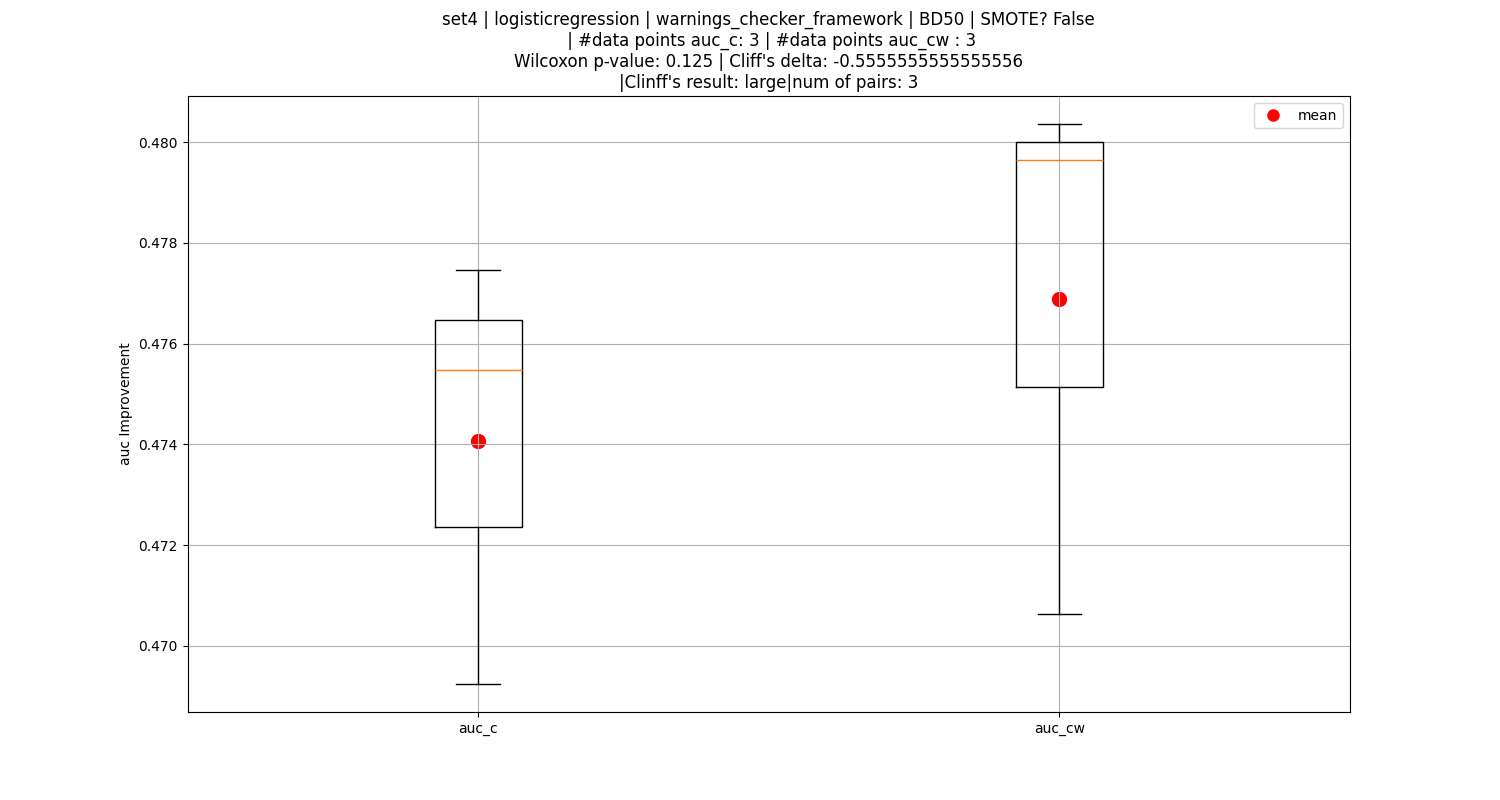 set4 | logisticregression | warnings_checker_framework | BD50 | SMOTE? False
| #data points auc_c: 3 | #data points auc_cw : 3
Wilcoxon p-value: 0.125 | Cliff's delta: -0.5555555555555556
|Clinff's result: large|num of pairs: 3
mean
0.480
0.478
0.476
0.474
0.472
0.470
auc Improvement
auc_c
auc_cw